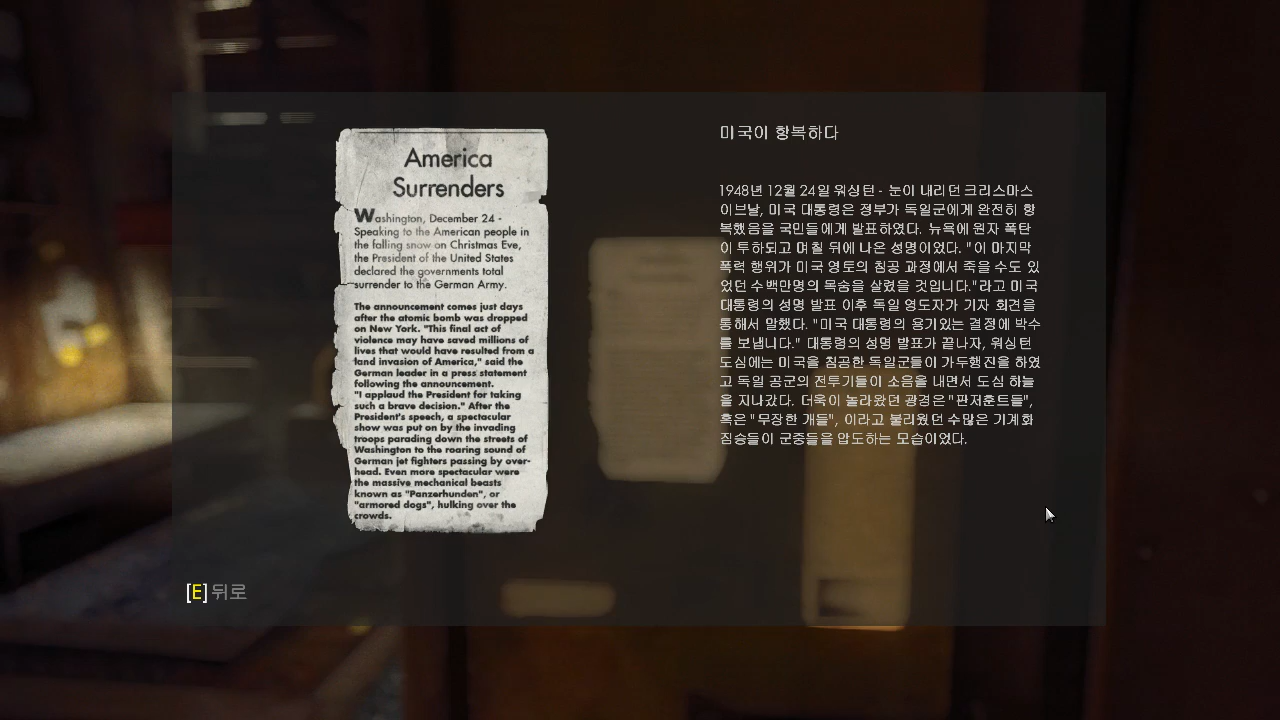 America
Surrenders
Washington, December 24 -
Speaking to the American people in
the falling snow on Christmas Eve,
the President of the United States
declared the governments total
surrender to the German Army.
The announcement comes just days
after the atomic bomb was dropped
on New York. "This final act of
violence may have saved millions of
lives that would have resulted from a
land invasion of America," said the
German leader in a press statement
following the announcement.
"I applaud the President for taking
such a brave decision." After the
President's speech, a spectacular
show was put on by the invading
troops parading down the streets of
Washington to the roaring sound of
German jet fighters passing by over-
head. Even more spectacular were
the massive mechanical beasts
known as "Panzerhunden", or
"armored dogs", hulking over the
crowds.
미국이 항복하다
1948년 12월 24일 워싱턴 - 눈이 내리던 크리스마스
이브날, 미국 대통령은 정부가 독일군에게 완전히 항
복했음을 국민들에게 발표하였다. 뉴욕에 원자 폭탄
이 투하되고 며칠 뒤에 나온 성명이었다. "이 마지막
폭력 행위가 미국 영토의 침공 과정에서 죽을 수도 있
었던 수백만명의 목숨을 살렸을 것입니다."라고 미국
대통령의 성명 발표 이후 독일 영도자가 기자 회견을
통해서 말했다. "미국 대통령의 용기있는 결정에 박수
를 보냅니다." 대통령의 성명 발표가 끝나자, 워싱턴
도심에는 미국을 침공한 독일군들이 가두행진을 하였
고 독일 공군의 전투기들이 소음을 내면서 도심 하늘
을 지나갔다. 더욱이 놀라왔던 광경은 "판저훈트들",
혹은 "무장한 개들", 이라고 불리웠던 수많은 기계화
짐승들이 군중들을 압도하는 모습이었다.
[E] 뒤로